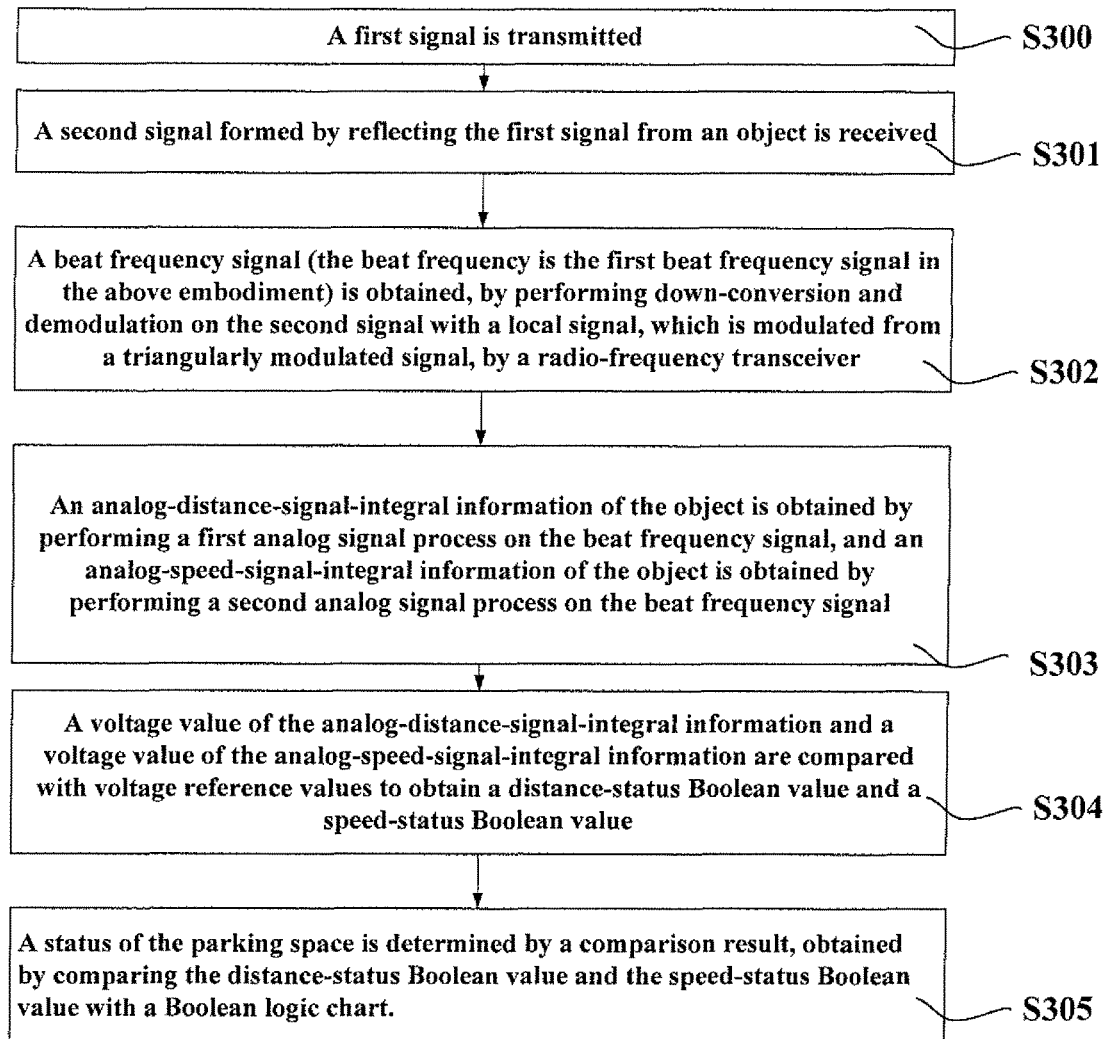 A first signal is transmitted
S300
A second signal formed by reflecting the first signal from an object is received
S301
A beat frequency signal (the beat frequency is the first beat frequency signal in
the above embodiment) is obtained, by performing down-conversion and
demodulation on the second signal with a local signal, which is modulated from
a triangularly modulated signal, by a radio-frequency transceiver
S302
An analog-distance-signal-integral information of the object is obtained by
performing a first analog signal process on the beat frequency signal, and an
analog-speed-signal-integral information of the object is obtained by
performing a second analog signal process on the beat frequency signal
S303
A voltage value of the analog-distance-signal-integral information and a
voltage value of the analog-speed-signal-integral information are compared
with voltage reference values to obtain a distance-status Boolean value and a
speed-status Boolean value
S304
A status of the parking space is determined by a comparison result, obtained
by comparing the distance-status Boolean value and the speed-status Boolean
value with a Boolean logic chart.
S305